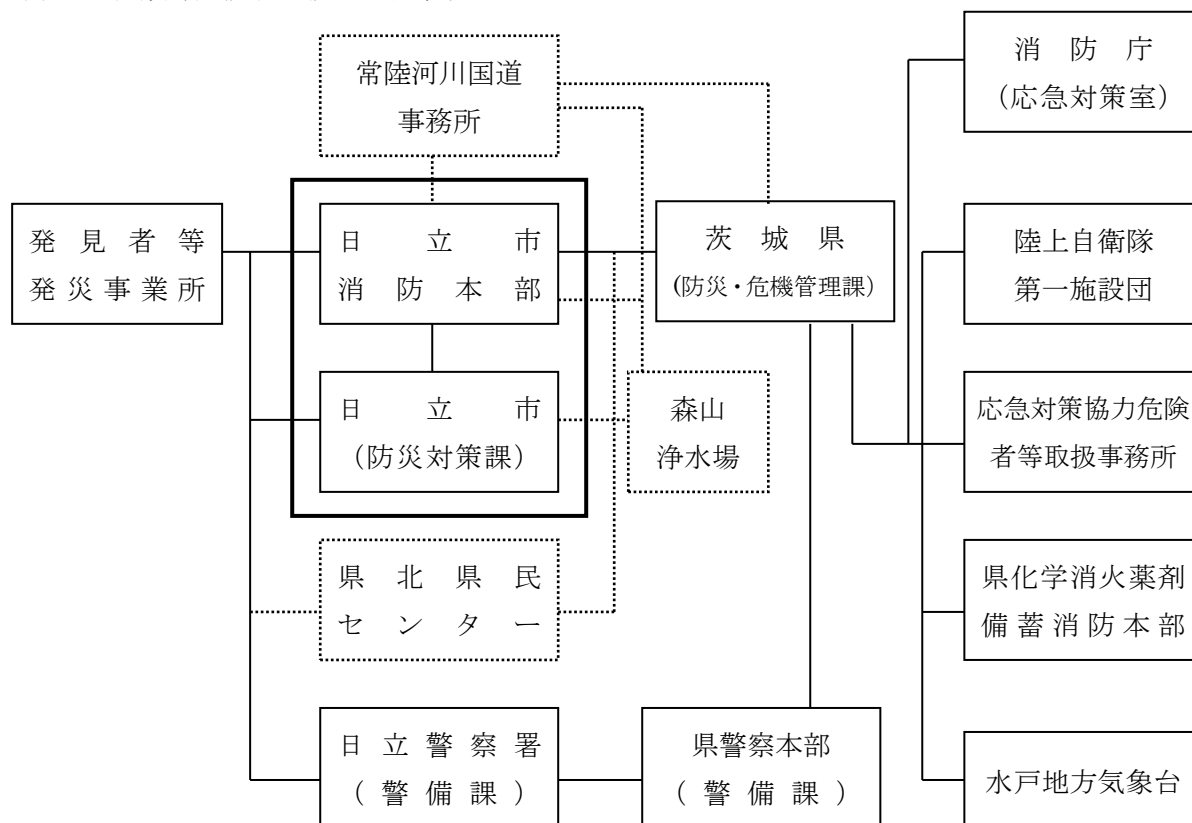 消防庁
（応急対策室）
常陸河川国道
事務所
発見者等
発災事業所
日立市
消防本部
茨城県
（防災・危機管理課）
陸上自衛隊
第一施設団
日立市
（防災対策課）
森山
浄水場
応急対策協力危険
者等取扱事務所
県北県民
センター
県化学消火薬剤
備蓄消防本部
日立警察署
（警備課）
県警察本部
（警備課）
水戸地方気象台